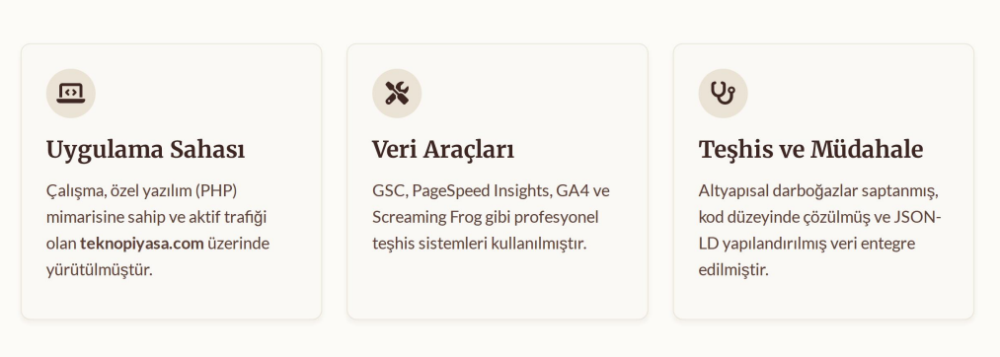 Uygulama Sahası
Çalışma, özel yazılım (PHP)
mimarisine sahip ve aktif trafiği
olan teknopiyasa.com üzerinde
yürütülmüştür.
Veri Araçları
GSC, PageSpeed Insights, GA4 ve
Screaming Frog gibi profesyonel
teşhis sistemleri kullanılmıştır.
Teşhis ve Müdahale
Altyapısal darboğazlar saptanmış,
kod düzeyinde çözülmüş ve JSON-
LD yapılandırılmış veri entegre
edilmiştir.